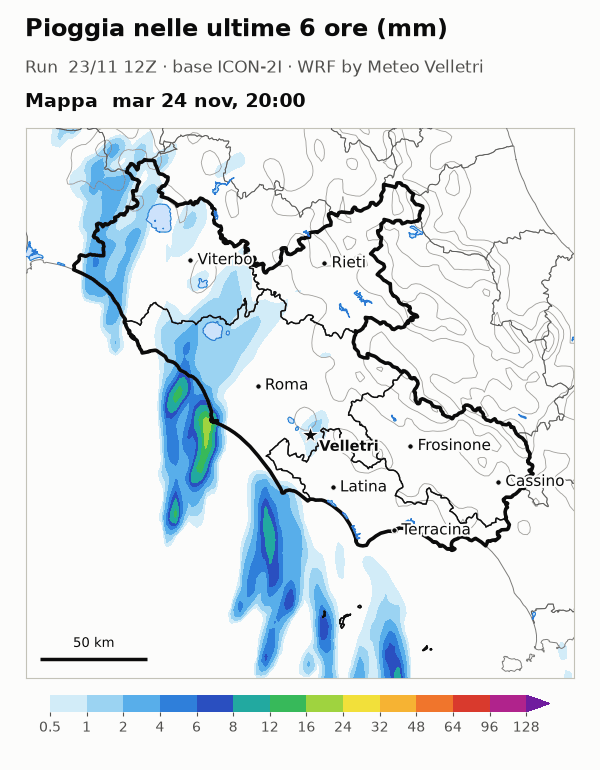 Pioggia nelle ultime 6 ore (mm)
Run 23/11 12Z · base ICON-2I · WRF by Meteo Velletri
Mappa mar 24 nov, 20:00
Viterbo
Rieti
Roma
Velletri
Frosinone
Latina
Cassino
Terracina
50 km
0.5 1 2 4 6 8 12 16 24 32 48 64 96 128